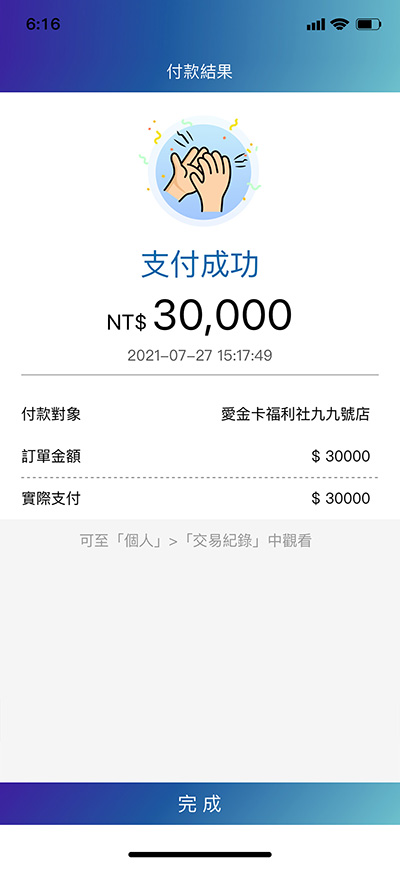 6:16
付款結果
支付成功
NT$ 30,000
2021-07-27 15:17:49
付款對象 愛金卡福利社九九號店
訂單金額 $ 30000
實際支付 $ 30000
可至「個人」>「交易紀錄」中觀看
完成